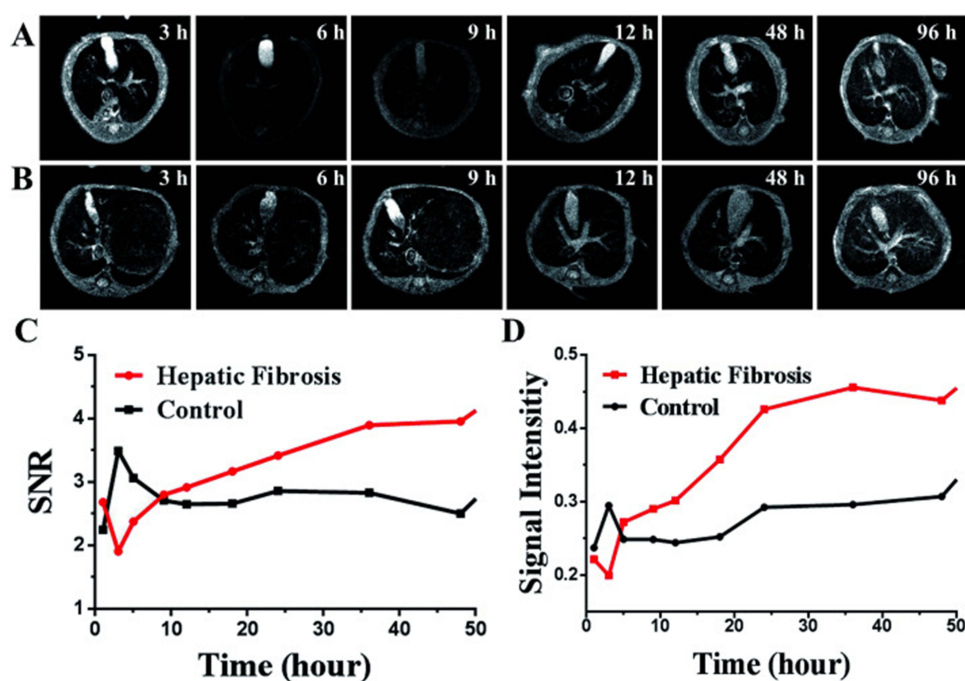 A
3 h
6 h
9 h
12 h
48 h
96 h
B
3 h
6 h
9 h
12 h
48 h
96 h
C
5
4
3
2
1
SNR
Hepatic Fibrosis
Control
0
10
20
30
40
50
Time (hour)
D
0.5
0.4
0.3
0.2
Signal Intensitiy
Hepatic Fibrosis
Control
0
10
20
30
40
50
Time (hour)